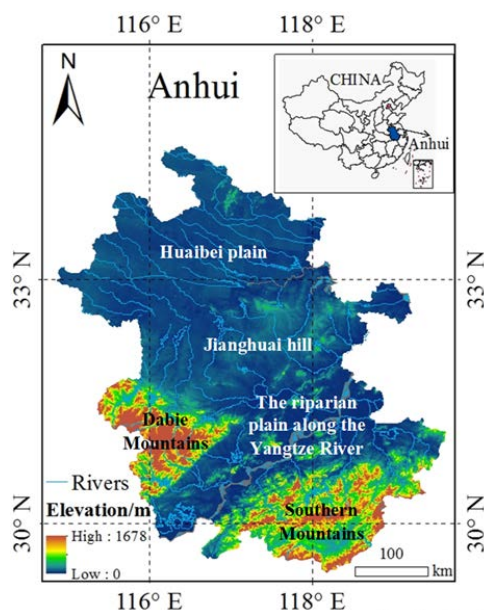 116° E
118° E
N
Anhui
CHINA
Anhui
33° N
33° N
Huaibei plain
Jianghuai hill
The riparian
plain along the
Yangtze River
Dabie
Mountains
Rivers
Elevation/m
High : 1678
Low : 0
Southern
Mountains
30° N
30° N
100
km
116° E
118° E